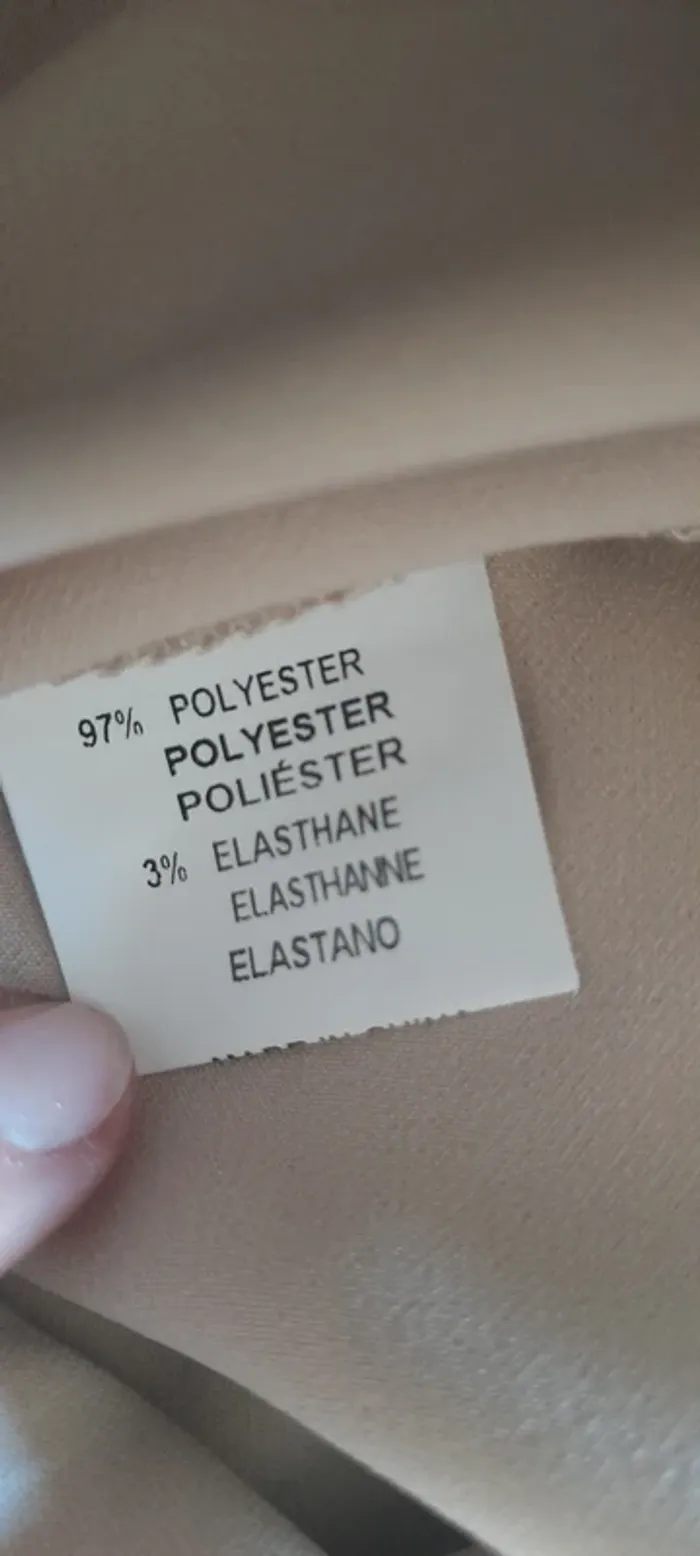 97% POLYESTER
POLYESTER
POLIÉSTER
3% ELASTHANE
ELASTHANNE
ELASTANO